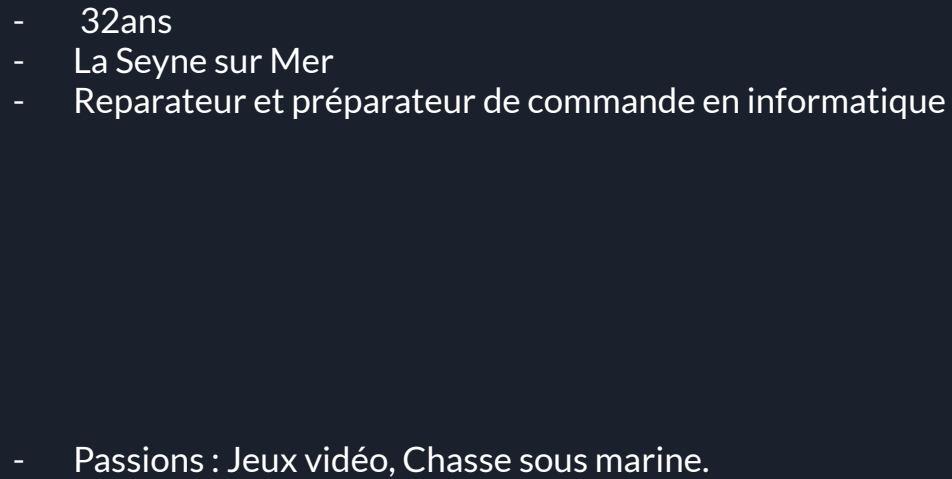 - 32ans
- La Seyne sur Mer
- Reparateur et préparateur de commande en informatique
- Passions : Jeux vidéo, Chasse sous marine.